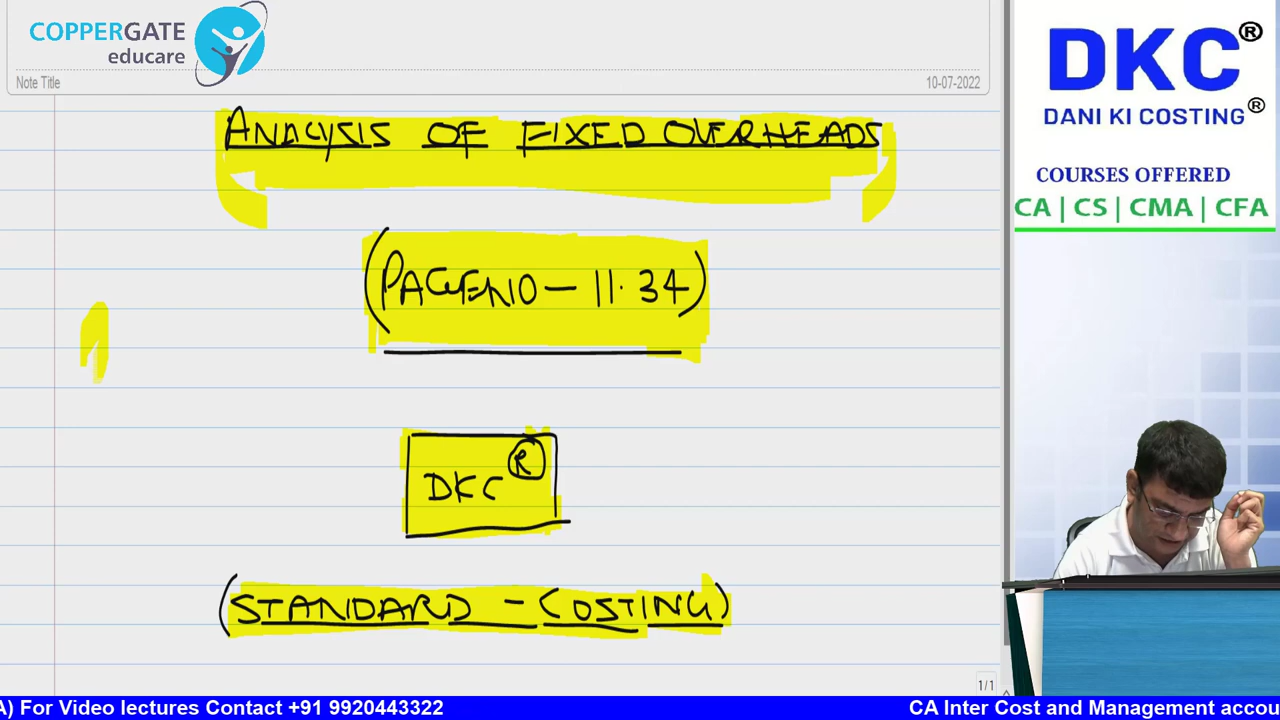 COPPERGATE
educare
Note Title
10-07-2022
ANALYSIS OF FIXED OVERHEADS
(PAGENO - 11.34)
DKC ®
(STANDARD - COSTING)
1/1
DKC®
DANI KI COSTING®
COURSES OFFERED
CA | CS | CMA | CFA
A) For Video lectures Contact +91 9920443322
CA Inter Cost and Management accou